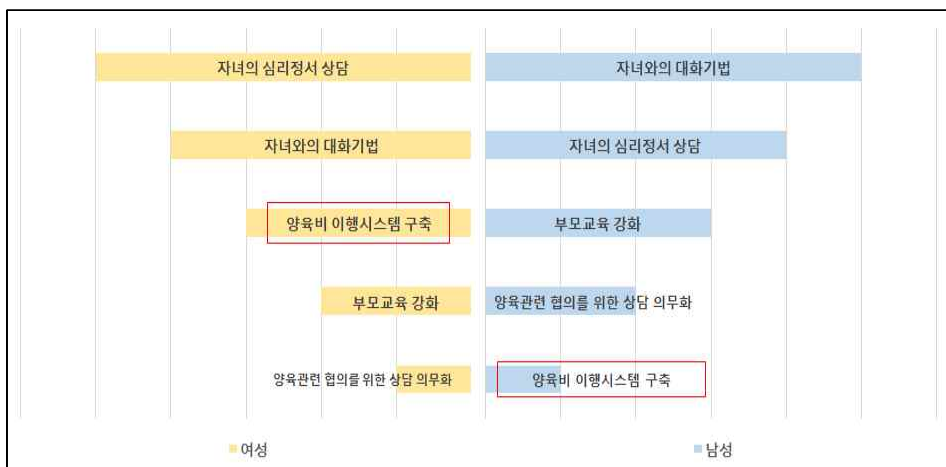 자녀의 심리정서 상담
자녀와의 대화기법
자녀와의 대화기법
자녀의 심리정서 상담
양육비 이행시스템 구축
부모교육 강화
부모교육 강화
양육관련 협의를 위한 상담 의무화
양육관련 협의를 위한 상담 의무화
양육비 이행시스템 구축
여성
남성